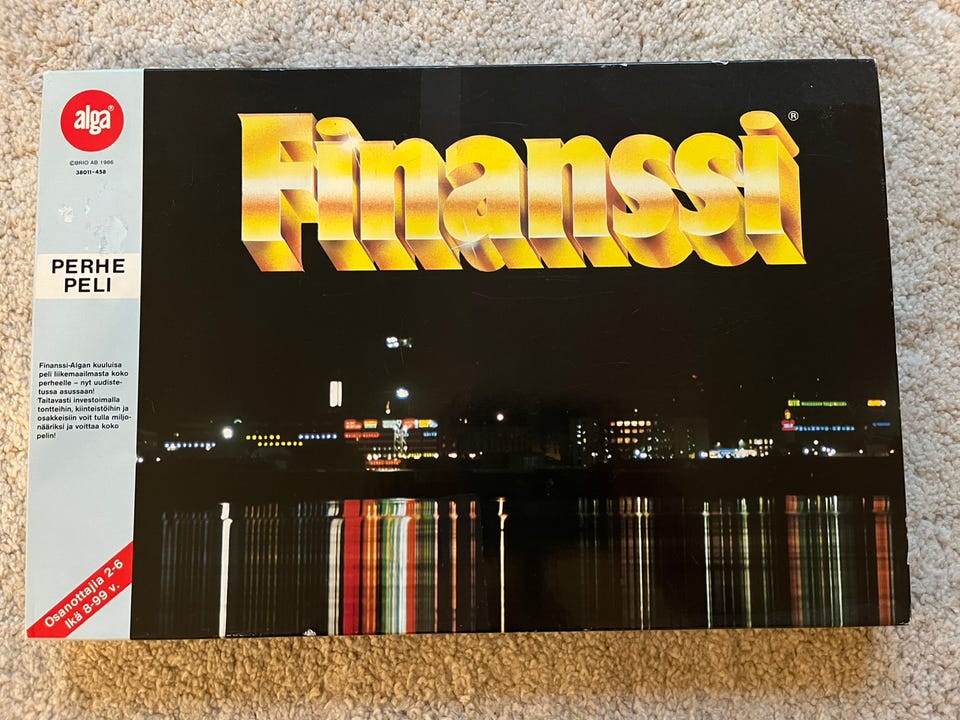 alga®
©BRIO AB 1986
38011-458
PERHE
PELI
Finanssi-Algan kuuluisa
peli liikemaailmasta koko
perheelle – nyt uudiste-
tussa asussaan!
Taitavasti investoimalla
tontteihin, kiinteistöihin ja
osakkeisiin voit tulla miljo-
nääriksi ja voittaa koko
pelin!
Osanottajia 2-6
Ikä 8-99 v.
Finanssi®